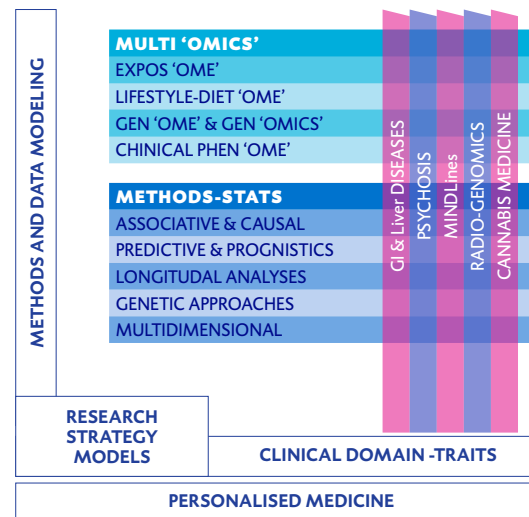 METHODS AND DATA MODELING
MULTI ‘OMICS’
EXPOS ‘OME’
LIFESTYLE-DIET ‘OME’
GEN ‘OME’ & GEN ‘OMICS’
CHINICAL PHEN ‘OME’
METHODS-STATS
ASSOCIATIVE & CAUSAL
PREDICTIVE & PROGNISTICS
LONGITUDAL ANALYSES
GENETIC APPROACHES
MULTIDIMENSIONAL
GI & Liver DISEASES
PSYCHOSIS
MINDLines
RADIO-GENOMICS
CANNABIS MEDICINE
RESEARCH
STRATEGY
MODELS
CLINICAL DOMAIN -TRAITS
PERSONALISED MEDICINE